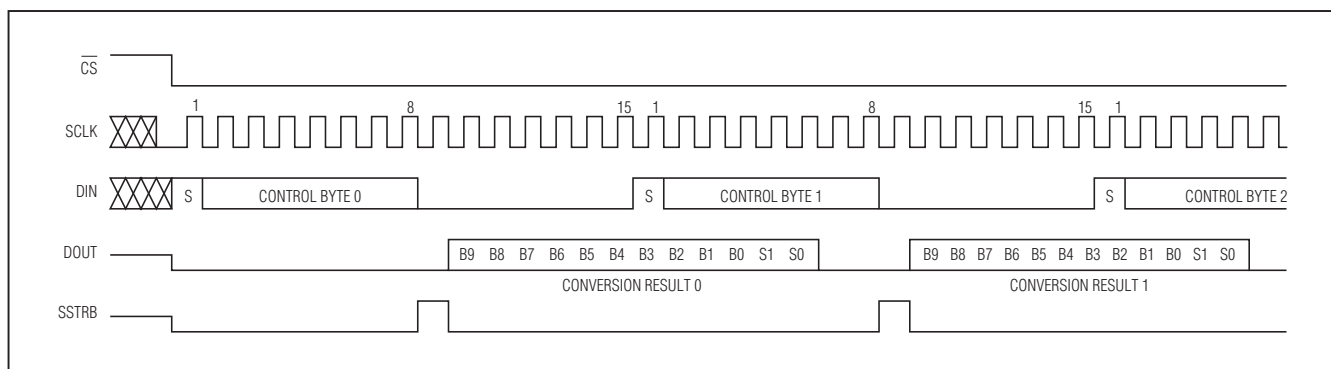 CS
1 8 15 1 8 15 1
SCLK
DIN S CONTROL BYTE 0 S CONTROL BYTE 1 S CONTROL BYTE 2
DOUT B9 B8 B7 B6 B5 B4 B3 B2 B1 B0 S1 S0 B9 B8 B7 B6 B5 B4 B3 B2 B1 B0 S1 S0
CONVERSION RESULT 0 CONVERSION RESULT 1
SSTRB